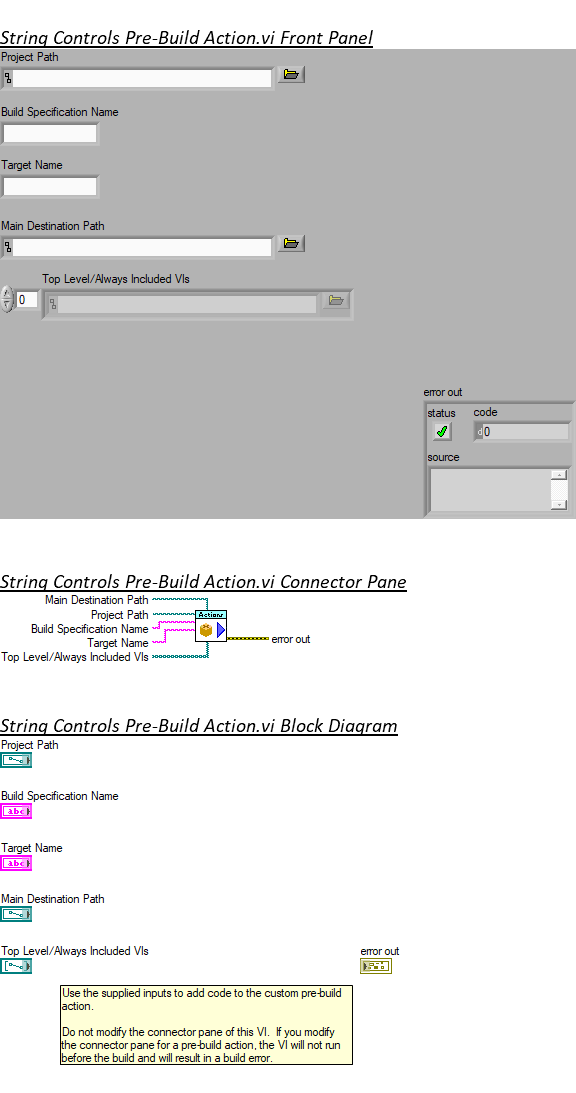 String Controls Pre-Build Action.vi Front Panel
Project Path
Build Specification Name
Target Name
Main Destination Path
Top Level/Always Included VIs
0
error out
status code
d0
source
String Controls Pre-Build Action.vi Connector Pane
Main Destination Path
Actions
Project Path
Build Specification Name
Target Name
error out
Top Level/Always Included VIs
String Controls Pre-Build Action.vi Block Diagram
Project Path
Build Specification Name
abc
Target Name
abc
Main Destination Path
Top Level/Always Included VIs
error out
Use the supplied inputs to add code to the custom pre-build
action.
Do not modify the connector pane of this VI.  If you modify
the connector pane for a pre-build action, the VI will not run
before the build and will result in a build error.